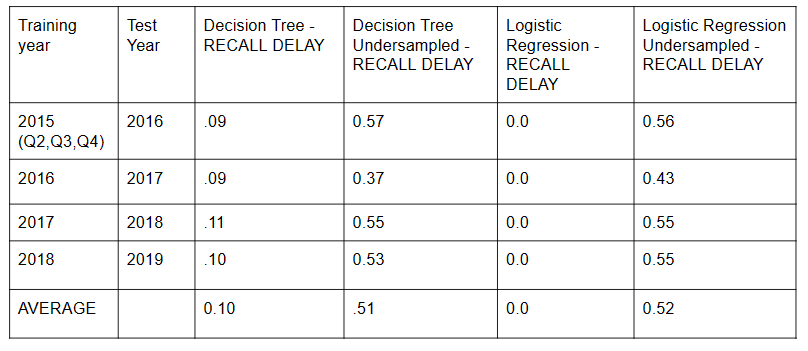 Training year | Test Year | Decision Tree - RECALL DELAY | Decision Tree Undersampled - RECALL DELAY | Logistic Regression - RECALL DELAY | Logistic Regression Undersampled - RECALL DELAY
2015 (Q2,Q3,Q4) | 2016 | .09 | 0.57 | 0.0 | 0.56
2016 | 2017 | .09 | 0.37 | 0.0 | 0.43
2017 | 2018 | .11 | 0.55 | 0.0 | 0.55
2018 | 2019 | .10 | 0.53 | 0.0 | 0.55
AVERAGE | | 0.10 | .51 | 0.0 | 0.52